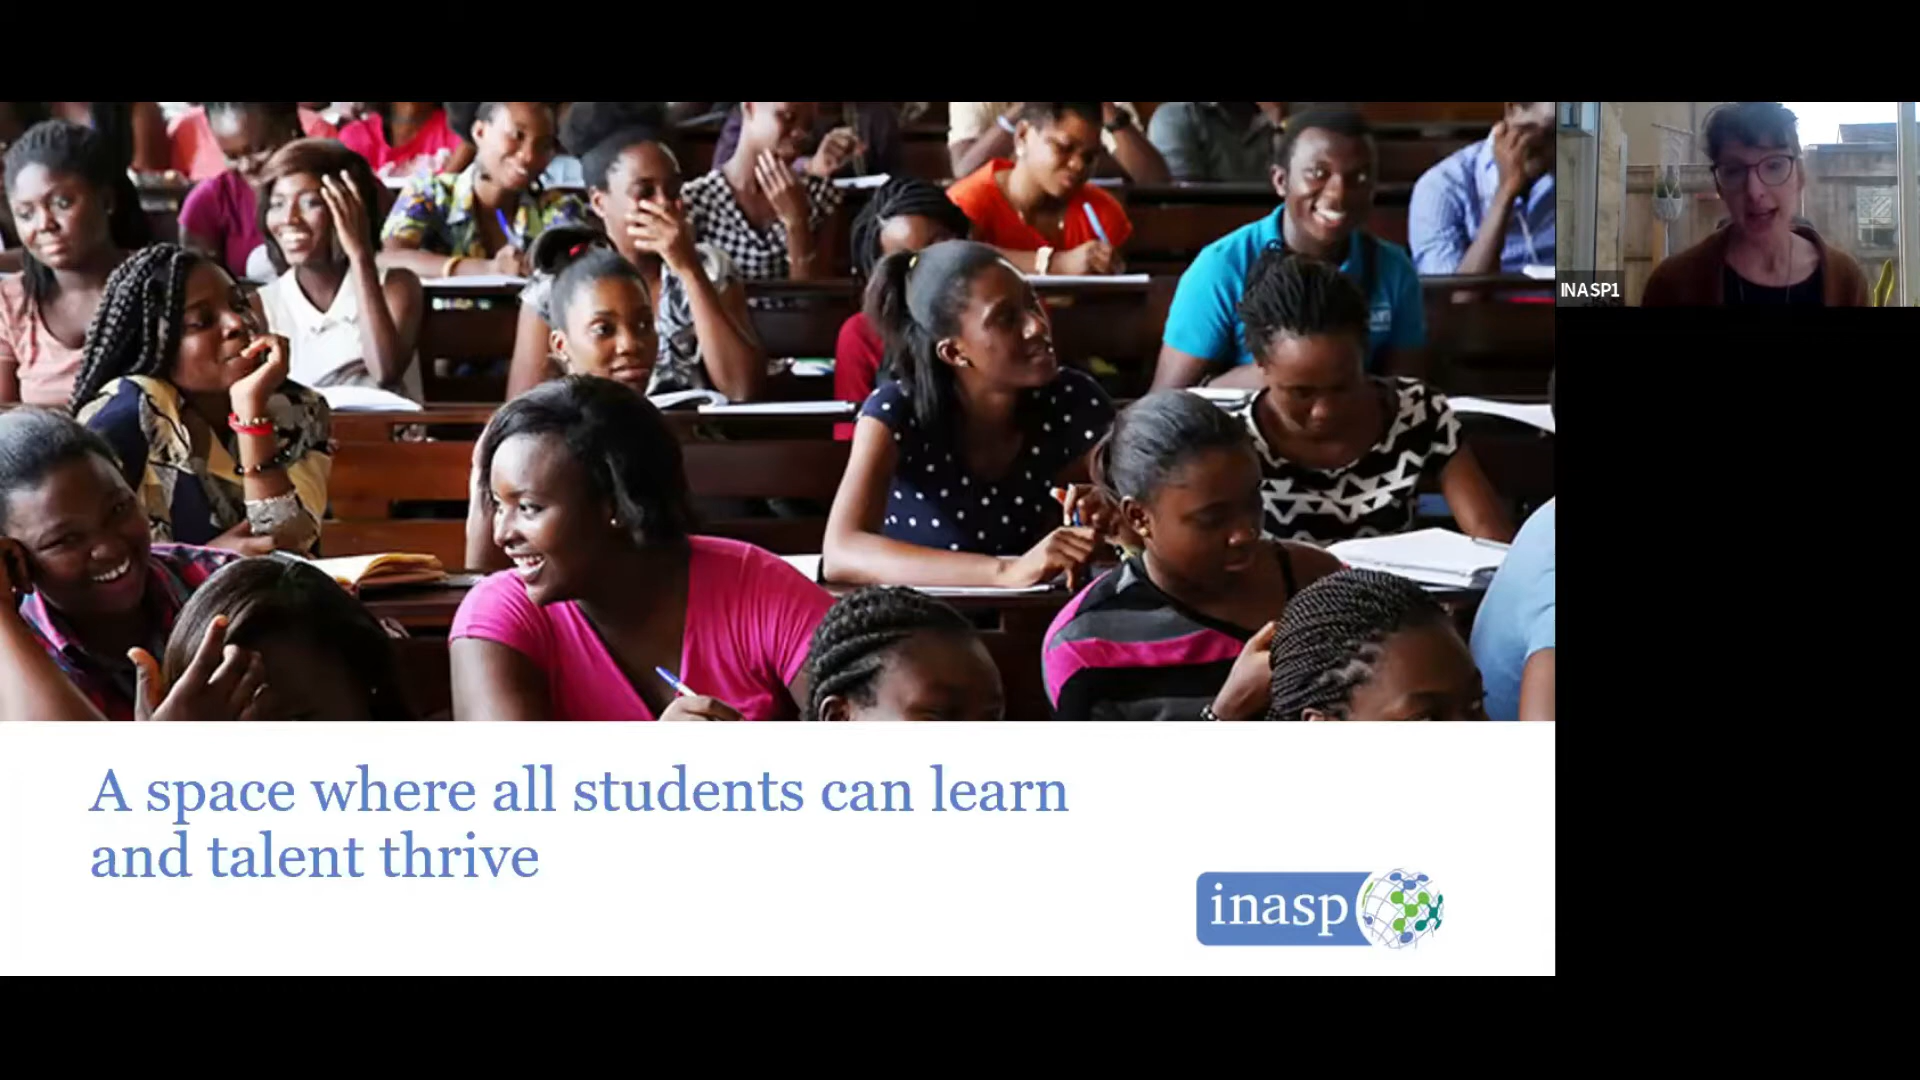 INASP1
A space where all students can learn
and talent thrive
inasp